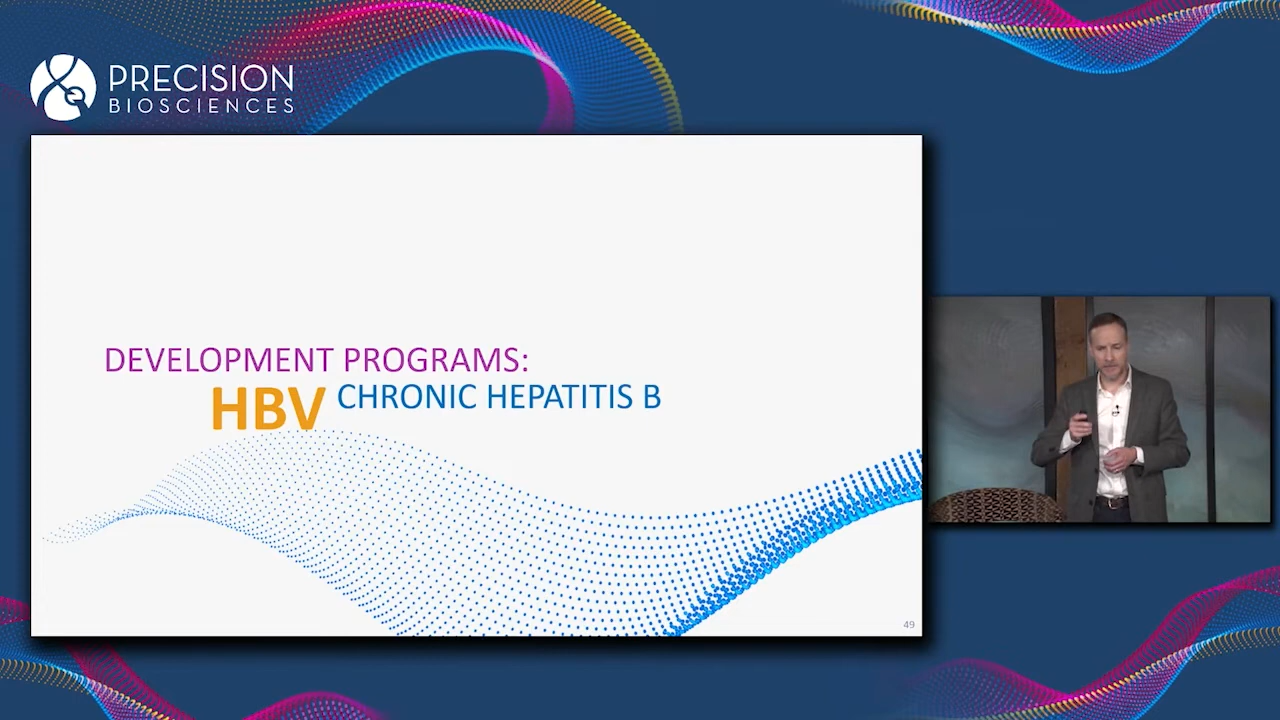 PRECISION
BIOSCIENCES
DEVELOPMENT PROGRAMS:
HBV CHRONIC HEPATITIS B
49